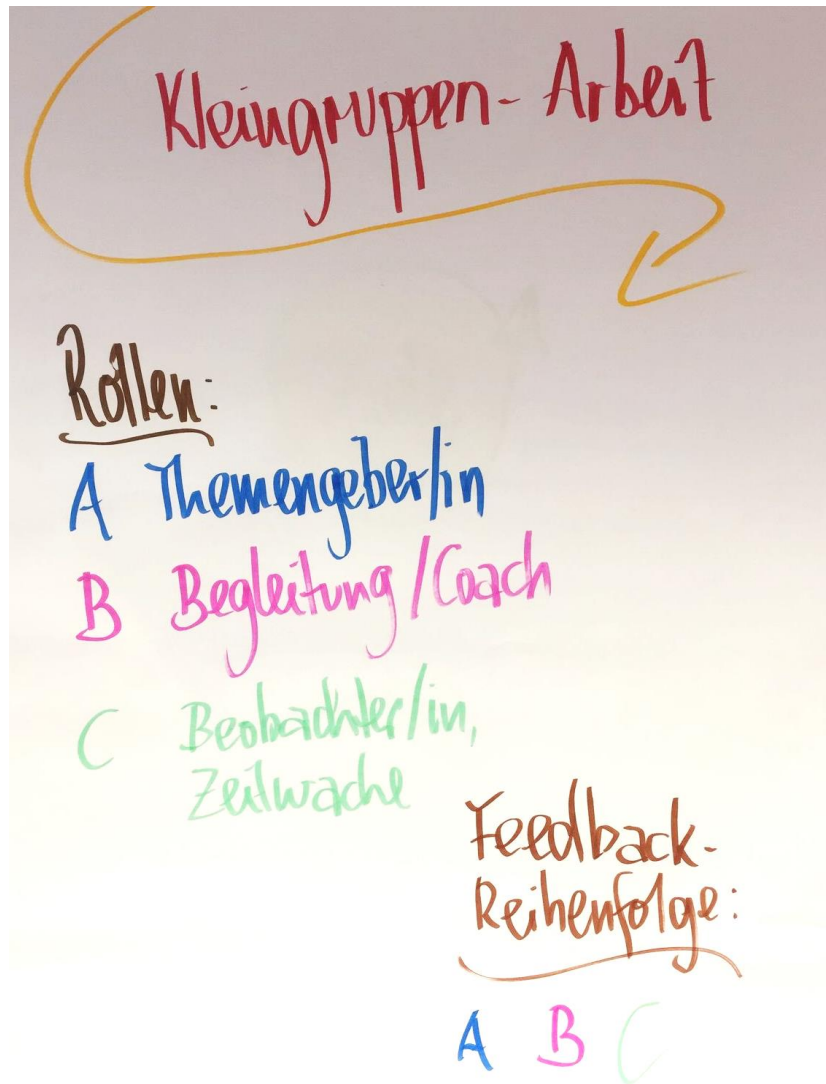 Kleingruppen-Arbeit
Rollen:
A Themengeber/in
B Begleitung/Coach
C Beobachter/in,
Zeitwache
Feedback-
Reihenfolge:
A B C